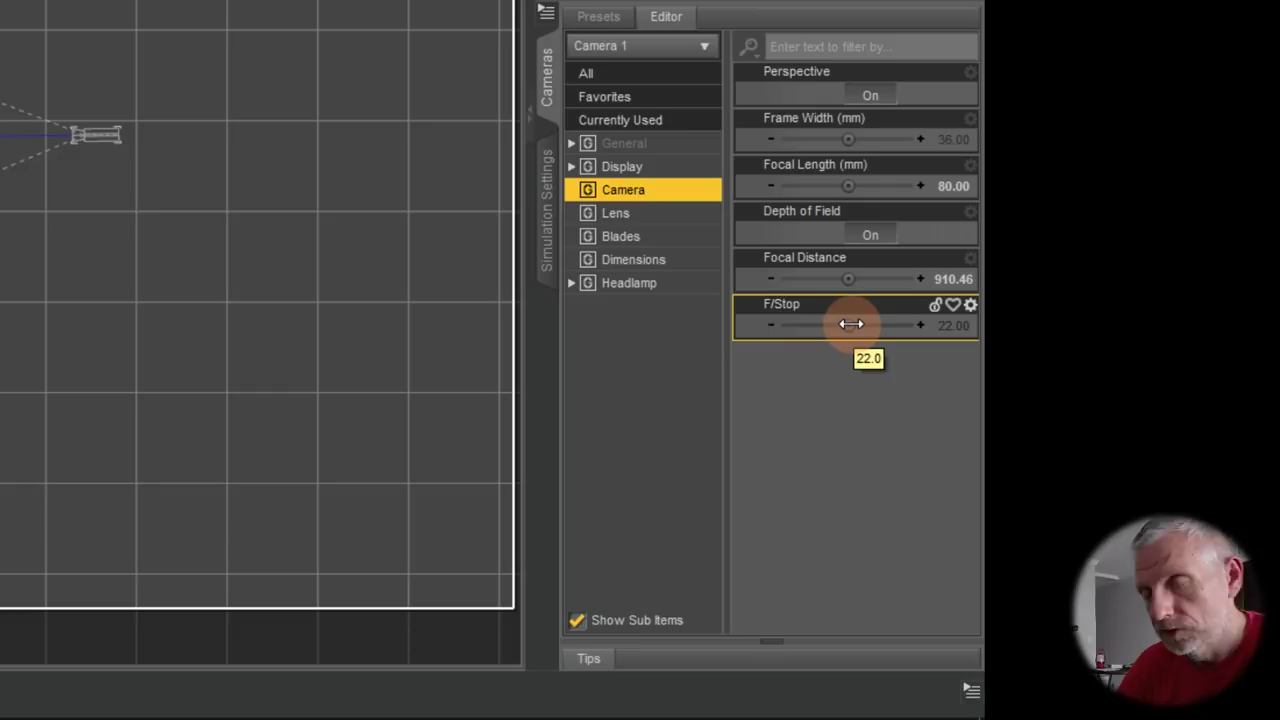 Presets
Editor
Camera 1
Enter text to filter by...
All
Favorites
Currently Used
G General
G Display
G Camera
G Lens
G Blades
G Dimensions
G Headlamp
Perspective
On
Frame Width (mm)
- + 36.00
Focal Length (mm)
- + 80.00
Depth of Field
On
Focal Distance
- + 910.46
F/Stop
- + 22.00
22.0
Cameras
Simulation Settings
Show Sub Items
Tips